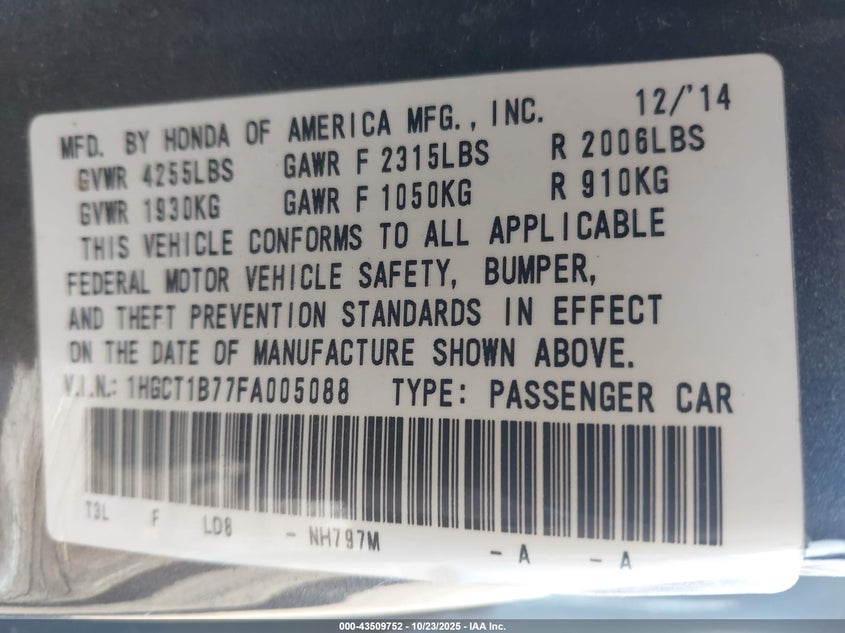 MFD. BY HONDA OF AMERICA MFG., INC. 12/'14
GVWR 4255LBS GAWR F 2315LBS R 2006LBS
GVWR 1930KG GAWR F 1050KG R 910KG
THIS VEHICLE CONFORMS TO ALL APPLICABLE
FEDERAL MOTOR VEHICLE SAFETY, BUMPER,
AND THEFT PREVENTION STANDARDS IN EFFECT
ON THE DATE OF MANUFACTURE SHOWN ABOVE.
V.I.N.: 1HGCT1B77FA005088 TYPE: PASSENGER CAR
T3L F LD8 - NH797M - A - A
000-43509752 - 10/23/2025 - IAA Inc.